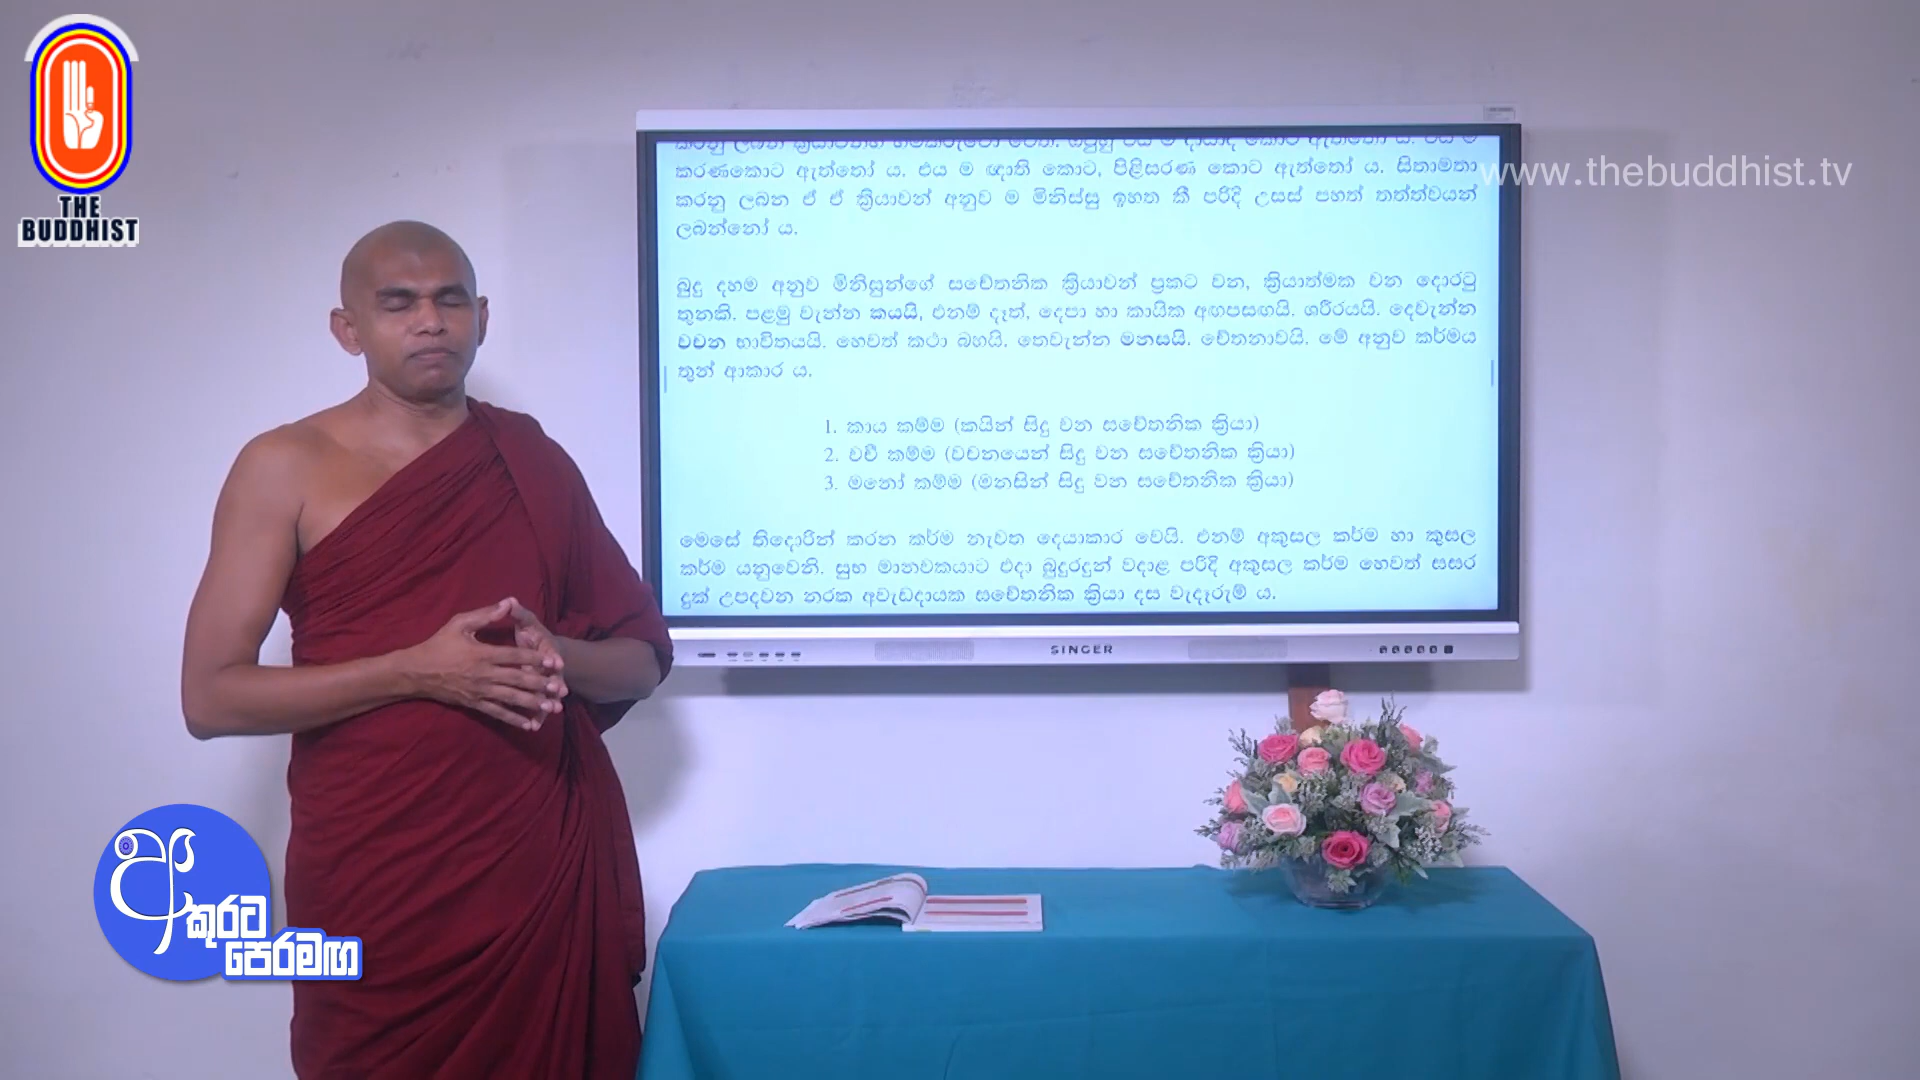 THE
BUDDHIST
www.thebuddhist.tv
කරණකොට ඇත්තෝ ය. එය ම ඥාති කොට, පිළිසරණ කොට ඇත්තෝ ය. සිතාමතා
කරනු ලබන ඒ ඒ ක්‍රියාවන් අනුව ම මිනිස්සු ඉහත කී පරිදි උසස් පහත් තත්ත්වයන්
ලබන්නෝ ය.
බුදු දහම අනුව මිනිසුන්ගේ සචේතනික ක්‍රියාවන් ප්‍රකට වන, ක්‍රියාත්මක වන දොරටු
තුනකි. පළමු වැන්න කයයි, එනම් දෑත්, දෙපා හා කායික අඟපසඟයි. ශරීරයයි. දෙවැන්න
වචන භාවිතයයි. හෙවත් කථා බහයි. තෙවැන්න මනසයි. චේතනාවයි. මේ අනුව කර්මය
තුන් ආකාර ය.
1. කාය කම්ම (කයින් සිදු වන සචේතනික ක්‍රියා)
2. වචී කම්ම (වචනයෙන් සිදු වන සචේතනික ක්‍රියා)
3. මනෝ කම්ම (මනසින් සිදු වන සචේතනික ක්‍රියා)
මෙසේ තිදොරින් කරන කර්ම නැවත දෙයාකාර වෙයි. එනම් අකුසල කර්ම හා කුසල
කර්ම යනුවෙනි. සුභ මානවකයාට එදා බුදුරදුන් වදාළ පරිදි අකුසල කර්ම හෙවත් සසර
දුක් උපදවන නරක අවැඩදායක සචේතනික ක්‍රියා දස වැදෑරුම් ය.
SINGER
අකුරට
පෙරමඟ